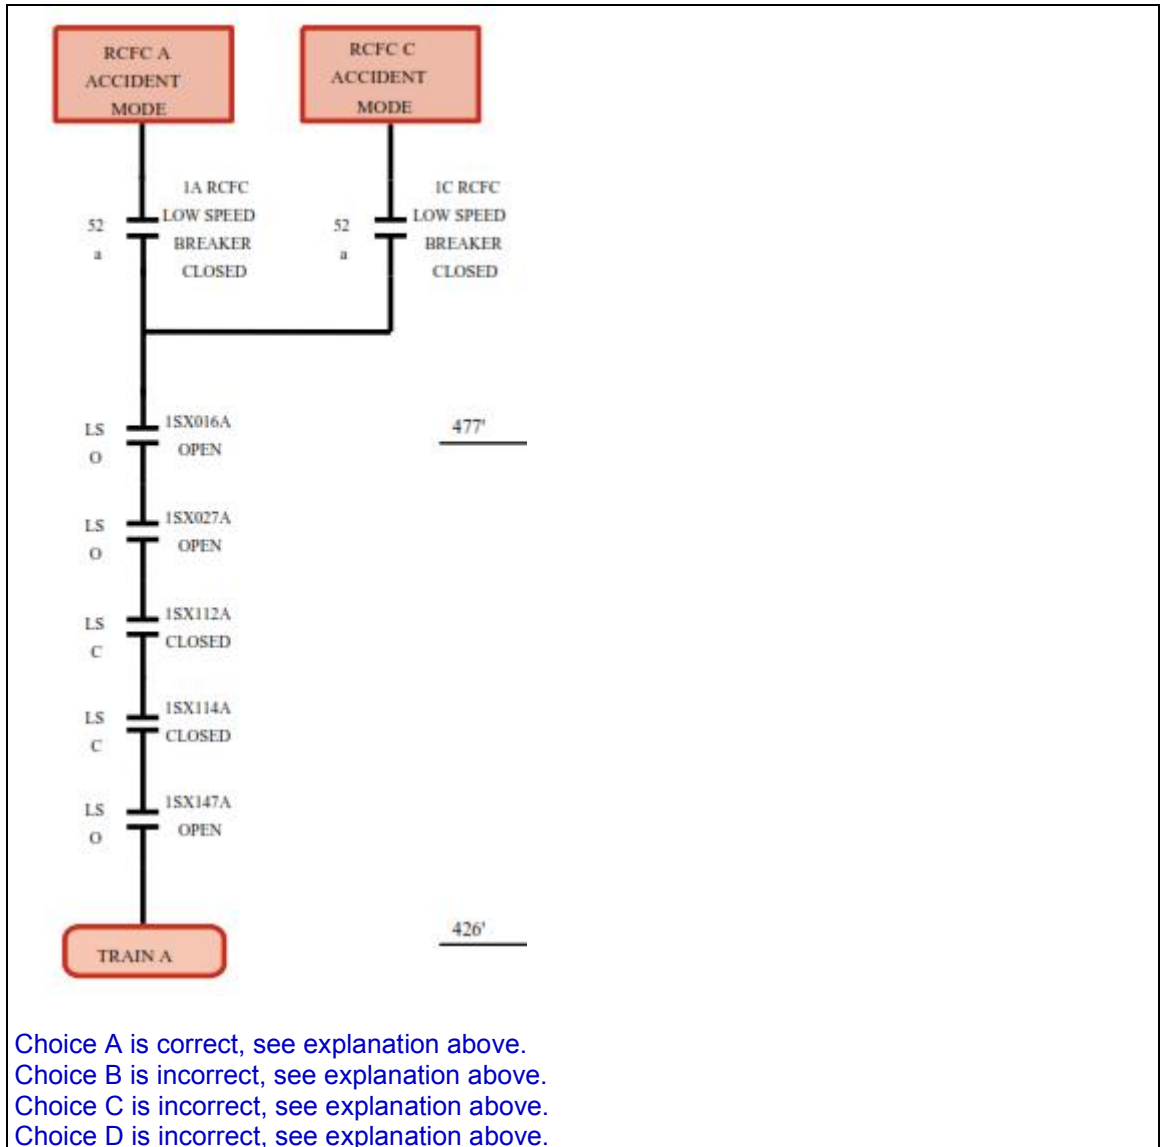 RCFC A
ACCIDENT
MODE
RCFC C
ACCIDENT
MODE
52
a
1A RCFC
LOW SPEED
BREAKER
CLOSED
52
a
1C RCFC
LOW SPEED
BREAKER
CLOSED
LS
O
1SX016A
OPEN
477'
LS
O
1SX027A
OPEN
LS
C
1SX112A
CLOSED
LS
C
1SX114A
CLOSED
LS
O
1SX147A
OPEN
TRAIN A
426'
Choice A is correct, see explanation above.
Choice B is incorrect, see explanation above.
Choice C is incorrect, see explanation above.
Choice D is incorrect, see explanation above.